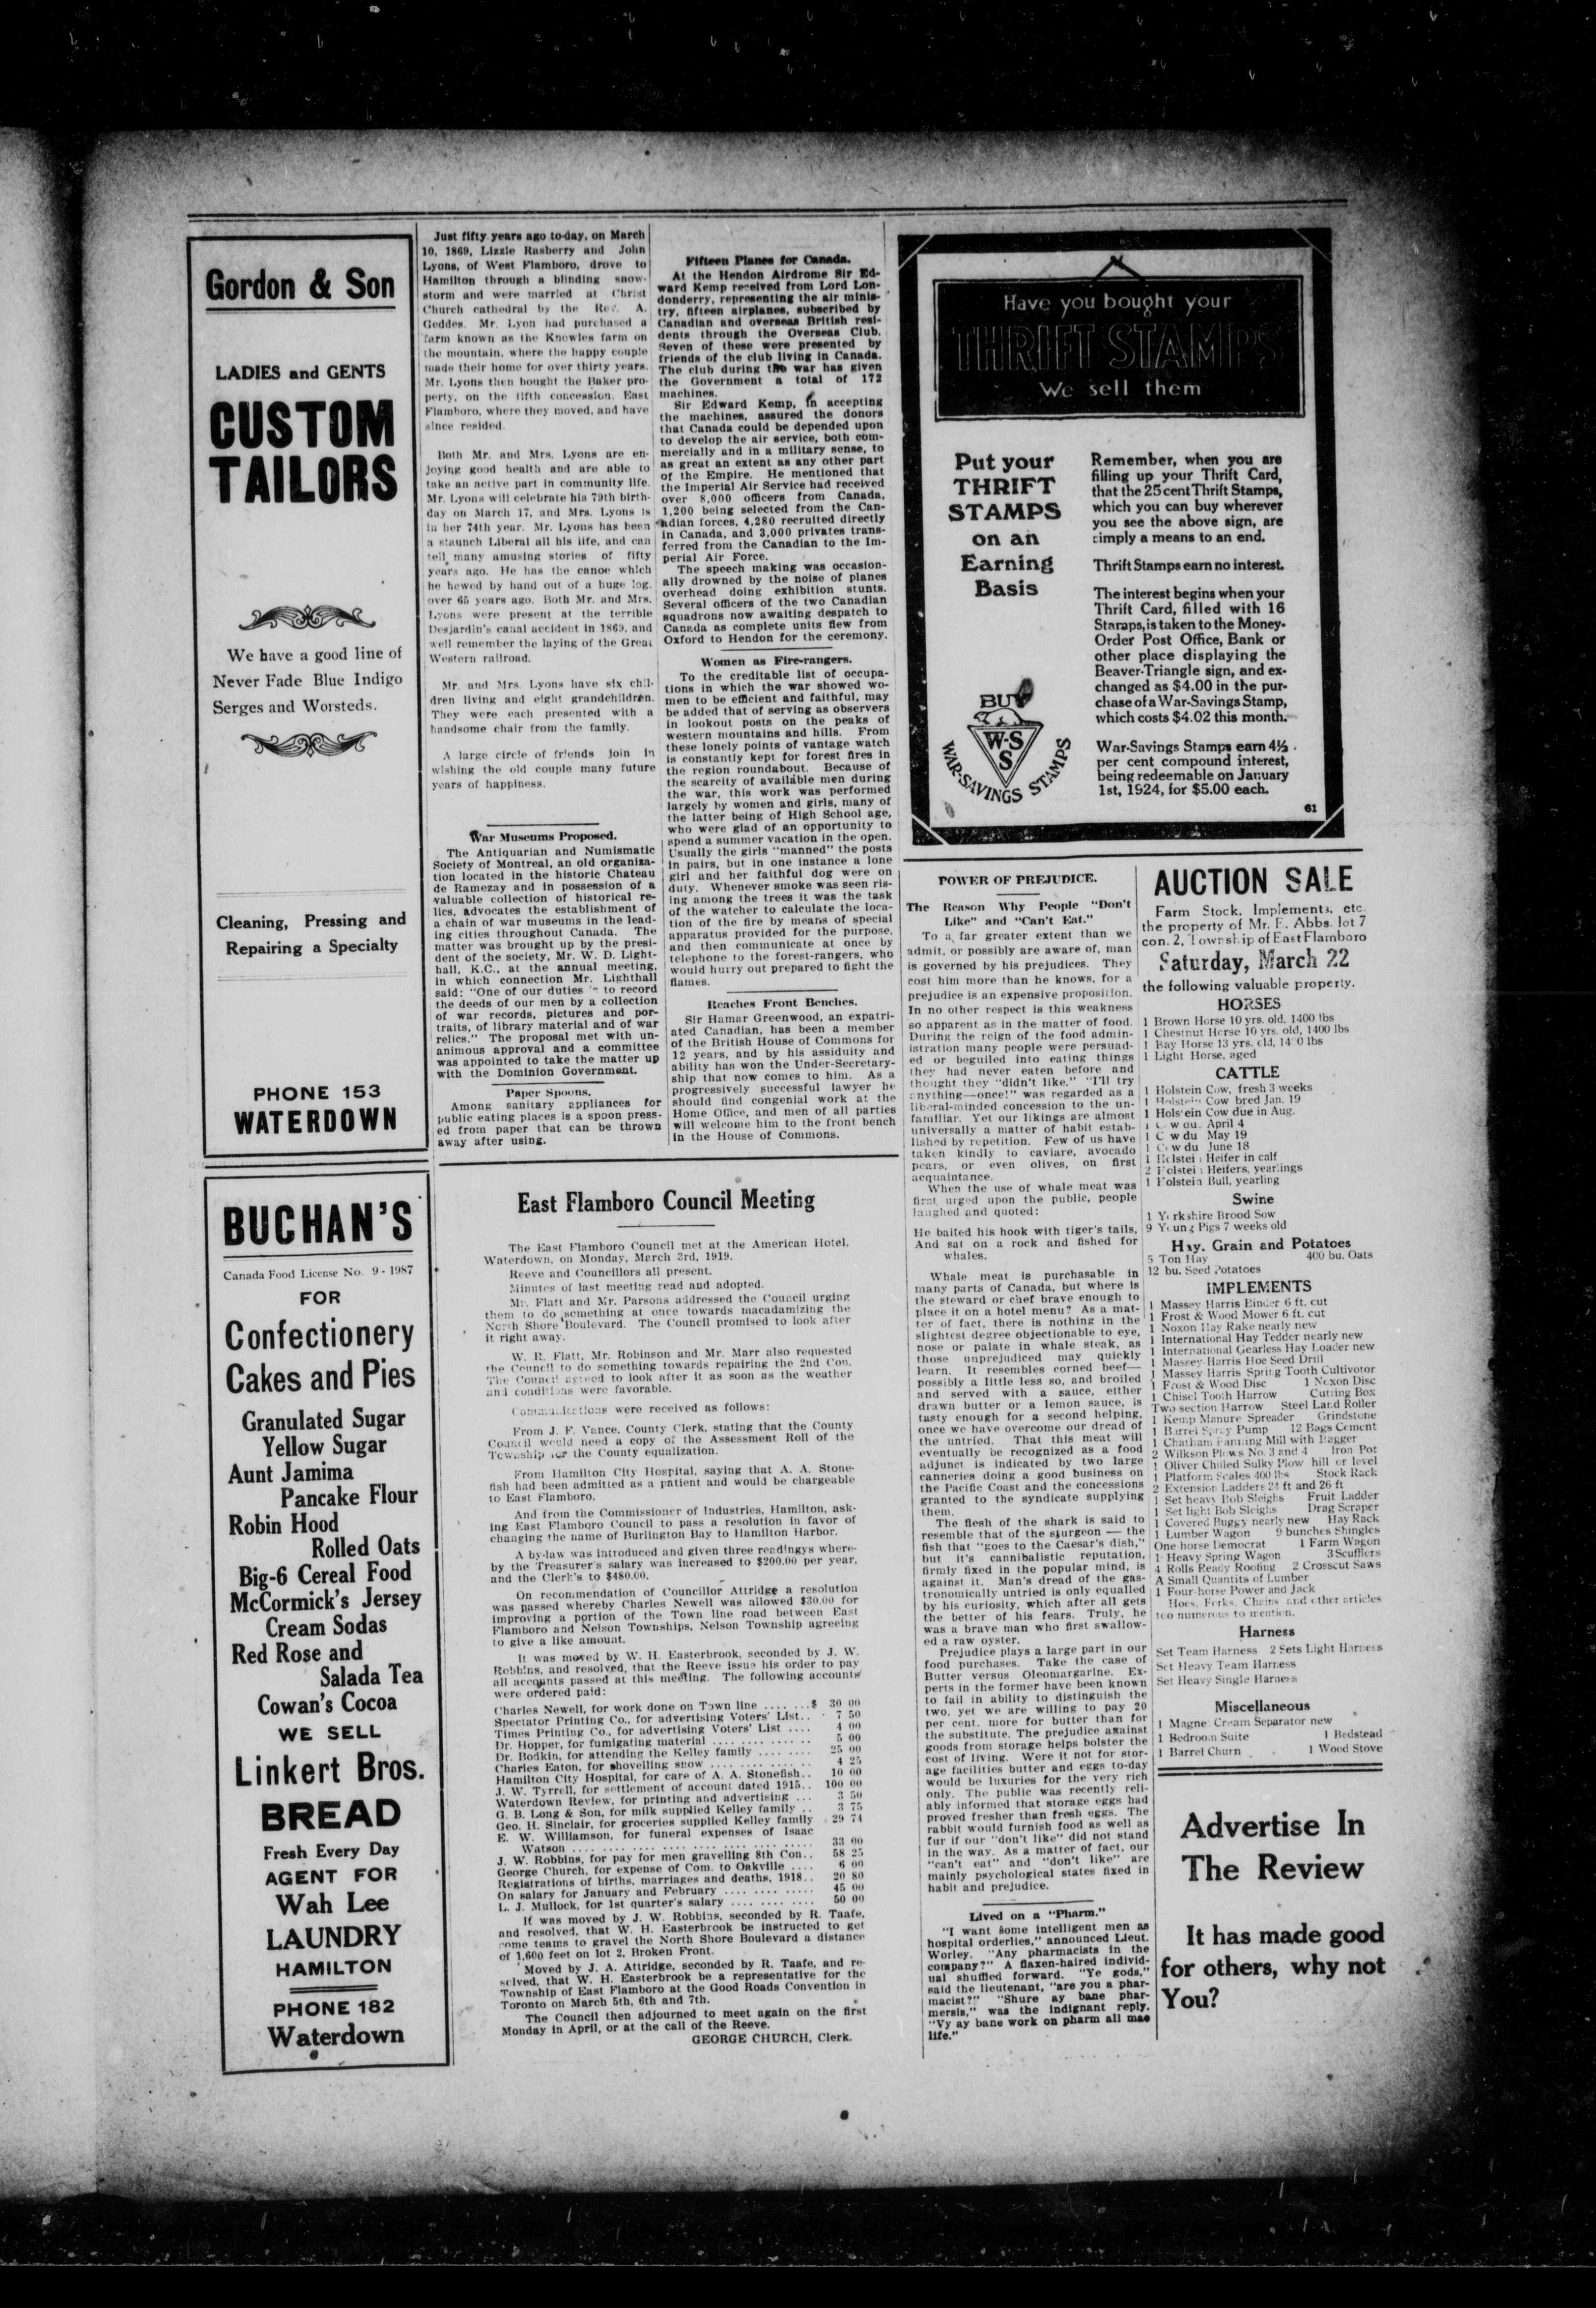 Gordon & Son
LADIES and GENTS
CUSTOM
TAILORS
We have a good line of
Never Fade Blue Indigo
Serges and Worsteds.
Cleaning, Pressing and
Repairing a Specialty
PHONE 153
WATERDOWN
BUCHAN'S
Canada Food License No. 9-1987
FOR
Confectionery
Cakes and Pies
Granulated Sugar
Yellow Sugar
Aunt Jamima
Pancake Flour
Robin Hood
Rolled Oats
Big-6 Cereal Food
McCormick's Jersey
Cream Sodas
Red Rose and
Salada Tea
Cowan's Cocoa
WE SELL
Linkert Bros.
BREAD
Fresh Every Day
AGENT FOR
Wah Lee
LAUNDRY
HAMILTON
PHONE 182
Waterdown
Just fifty years ago to-day, on March
10, 1869, Lizzie Rasberry and John
Lyons, of West Flamboro, drove to
Hamilton through a blinding snow-
storm and were married at Christ
Church cathedral by the Rev. A.
Geddes. Mr. Lyon had purchased a
farm known as the Knowles farm on
the mountain, where the happy couple
made their home for over thirty years.
Mr. Lyons then bought the Baker pro-
perty, on the fifth concession, East
Flamboro, where they moved, and have
since resided.
Both Mr. and Mrs. Lyons are en-
joying good health and are able to
take an active part in community life.
Mr. Lyons will celebrate his 79th birth-
day on March 17, and Mrs. Lyons is
in her 74th year. Mr. Lyons has been
a staunch Liberal all his life, and can
tell many amusing stories of fifty
years ago. He has the canoe which
he hewed by hand out of a huge log,
over 65 years ago. Both Mr. and Mrs.
Lyons were present at the terrible
Desjardin's canal accident in 1869, and
well remember the laying of the Great
Western railroad.
Mr. and Mrs. Lyons have six chil-
dren living and eight grandchildren.
They were each presented with a
handsome chair from the family.
A large circle of friends join in
wishing the old couple many future
years of happiness.
War Museums Proposed.
The Antiquarian and Numismatic
Society of Montreal, an old organiza-
tion located in the historic Chateau
de Ramezay and in possession of a
valuable collection of historical re-
lics, advocates the establishment of
a chain of war museums in the lead-
ing cities throughout Canada. The
matter was brought up by the presi-
dent of the society, Mr. W. D. Light-
hall, K.C., at the annual meeting,
in which connection Mr. Lighthall
said: "One of our duties to record
the deeds of our men by a collection
of war records, pictures and por-
traits, of library material and of war
relics." The proposal met with un-
animous approval and a committee
was appointed to take the matter up
with the Dominion Government.
Paper Spoons.
Among sanitary appliances for
public eating places is a spoon press-
ed from paper that can be thrown
away after using.
Fifteen Planes for Canada.
At the Hendon Airdrome Sir Ed-
ward Kemp received from Lord Lon-
donderry, representing the air minis-
try, fifteen airplanes, subscribed by
Canadian and overseas British resi-
dents through the Overseas Club.
Seven of these were presented by
friends of the club living in Canada.
The club during the war has given
the Government a total of 172
machines.
Sir Edward Kemp, in accepting
the machines, assured the donors
that Canada could be depended upon
to develop the air service, both com-
mercially and in a military sense, to
as great an extent as any other part
of the Empire. He mentioned that
the Imperial Air Service had received
over 8,000 officers from Canada,
1,200 being selected from the Can-
adian forces, 4,280 recruited directly
in Canada, and 3,000 privates trans-
ferred from the Canadian to the Im-
perial Air Force.
The speech making was occasion-
ally drowned by the noise of planes
overhead doing exhibition stunts.
Several officers of the two Canadian
squadrons now awaiting despatch to
Canada as complete units flew from
Oxford to Hendon for the ceremony.
Women as Fire-rangers.
To the creditable list of occupa-
tions in which the war showed wo-
men to be efficient and faithful, may
be added that of serving as observers
in lookout posts on the peaks of
western mountains and hills. From
these lonely points of vantage watch
is constantly kept for forest fires in
the region roundabout. Because of
the scarcity of available men during
the war, this work was performed
largely by women and girls, many of
the latter being of High School age,
who were glad of an opportunity to
spend a summer vacation in the open.
Usually the girls "manned" the posts
in pairs, but in one instance a lone
girl and her faithful dog were on
duty. Whenever smoke was seen ris-
ing among the trees it was the task
of the watcher to calculate the loca-
tion of the fire by means of special
apparatus provided for the purpose,
and then communicate at once by
telephone to the forest-rangers, who
would hurry out prepared to fight the
flames.
Reaches Front Benches.
Sir Hamar Greenwood, an expatri-
ated Canadian, has been a member
of the British House of Commons for
12 years, and by his assiduity and
ability has won the Under-Secretary-
ship that now comes to him. As a
progressively successful lawyer he
should find congenial work at the
Home Office, and men of all parties
will welcome him to the front bench
in the House of Commons.
East Flamboro Council Meeting
The East Flamboro Council met at the American Hotel,
Waterdown, on Monday, March 3rd, 1919.
Reeve and Councillors all present.
Minutes of last meeting read and adopted.
Mr. Flatt and Mr. Parsons addressed the Council urging
them to do something at once towards macadamizing the
North Shore Boulevard. The Council promised to look after
it right away.
W. R. Flatt, Mr. Robinson and Mr. Marr also requested
the Council to do something towards repairing the 2nd Con.
The Council agreed to look after it as soon as the weather
and conditions were favorable.
Communications were received as follows:
From J. F. Vance, County Clerk, stating that the County
Council would need a copy of the Assessment Roll of the
Township for the County equalization.
From Hamilton City Hospital, saying that A. A. Stone-
fish had been admitted as a patient and would be chargeable
to East Flamboro.
And from the Commissioner of Industries, Hamilton, ask-
ing East Flamboro Council to pass a resolution in favor of
changing the name of Burlington Bay to Hamilton Harbor.
A by-law was introduced and given three readingys where-
by the Treasurer's salary was increased to $200.00 per year,
and the Clerk's to $480.00.
On recommendation of Councillor Attridge a resolution
was passed whereby Charles Newell was allowed $30.00 for
improving a portion of the Town line road between East
Flamboro and Nelson Townships, Nelson Township agreeing
to give a like amount.
It was moved by W. H. Easterbrook, seconded by J. W.
Robbins, and resolved, that the Reeve issue his order to pay
all accounts passed at this meeting. The following accounts
were ordered paid:
Charles Newell, for work done on Town line .......$ 30 00
Spectator Printing Co., for advertising Voters' List.. 7 50
Times Printing Co., for advertising Voters' List .... 4 00
Dr. Hopper, for fumigating material .............. 5 00
Dr. Bodkin, for attending the Kelley family ........ 25 00
Charles Eaton, for shovelling snow .............. 4 25
Hamilton City Hospital, for care of A. A. Stonefish.. 10 00
J. W. Tyrrell, for settlement of account dated 1915.. 100 00
Waterdown Review, for printing and advertising ... 3 50
G. B. Long & Son, for milk supplied Kelley family .. 3 75
Geo. H. Sinclair, for groceries supplied Kelley family 29 74
E. W. Williamson, for funeral expenses of Isaac
Watson .................................. 33 00
J. W. Robbins, for pay for men gravelling 8th Con.. 58 25
George Church, for expense of Com. to Oakville .... 6 00
Registrations of births, marriages and deaths, 1918.. 20 80
On salary for January and February ............. 45 00
L. J. Mullock, for 1st quarter's salary ............ 50 00
If was moved by J. W. Robbins, seconded by R. Taafe,
and resolved, that W. H. Easterbrook be instructed to get
some teams to gravel the North Shore Boulevard a distance
of 1,600 feet on lot 2, Broken Front.
Moved by J. A. Attridge, seconded by R. Taafe, and re-
solved, that W. H. Easterbrook be a representative for the
Township of East Flamboro at the Good Roads Convention in
Toronto on March 5th, 6th and 7th.
The Council then adjourned to meet again on the first
Monday in April, or at the call of the Reeve.
GEORGE CHURCH, Clerk.
Have you bought your
THRIFT STAMPS
We sell them
Put your
THRIFT
STAMPS
on an
Earning
Basis
BUY
W-S
S
WAR-SAVINGS STAMPS
Remember, when you are
filling up your Thrift Card,
that the 25 cent Thrift Stamps,
which you can buy wherever
you see the above sign, are
simply a means to an end.
Thrift Stamps earn no interest.
The interest begins when your
Thrift Card, filled with 16
Stamps, is taken to the Money-
Order Post Office, Bank or
other place displaying the
Beaver-Triangle sign, and ex-
changed as $4.00 in the pur-
chase of a War-Savings Stamp,
which costs $4.02 this month.
War-Savings Stamps earn 4½
per cent compound interest,
being redeemable on January
1st, 1924, for $5.00 each.
61
POWER OF PREJUDICE.
The Reason Why People "Don't
Like" and "Can't Eat."
To a far greater extent than we
admit, or possibly are aware of, man
is governed by his prejudices. They
cost him more than he knows, for a
prejudice is an expensive proposition.
In no other respect is this weakness
so apparent as in the matter of food.
During the reign of the food admin-
istration many people were persuad-
ed or beguiled into eating things
they had never eaten before and
thought they "didn't like." "I'll try
anything—once!" was regarded as a
liberal-minded concession to the un-
familiar. Yet our likings are almost
universally a matter of habit estab-
lished by repetition. Few of us have
taken kindly to caviare, avocado
pears, or even olives, on first
acquaintance.
When the use of whale meat was
first urged upon the public, people
laughed and quoted:
He baited his hook with tiger's tails,
And sat on a rock and fished for
whales.
Whale meat is purchasable in
many parts of Canada, but where is
the steward or chef brave enough to
place it on a hotel menu? As a mat-
ter of fact, there is nothing in the
slightest degree objectionable to eye,
nose or palate in whale steak, as
those unprejudiced may quickly
learn. It resembles corned beef—
possibly a little less so, and broiled
and served with a sauce, either
drawn butter or a lemon sauce, is
tasty enough for a second helping,
once we have overcome our dread of
the untried. That this meat will
eventually be recognized as a food
adjunct is indicated by two large
canneries doing a good business on
the Pacific Coast and the concessions
granted to the syndicate supplying
them.
The flesh of the shark is said to
resemble that of the sturgeon — the
fish that "goes to the Caesar's dish,"
but it's cannibalistic reputation,
firmly fixed in the popular mind, is
against it. Man's dread of the gas-
tronomically untried is only equalled
by his curiosity, which after all gets
the better of his fears. Truly, he
was a brave man who first swallow-
ed a raw oyster.
Prejudice plays a large part in our
food purchases. Take the case of
Butter versus Oleomargarine. Ex-
perts in the former have been known
to fail in ability to distinguish the
two, yet we are willing to pay 20
per cent. more for butter than for
the substitute. The prejudice against
goods from storage helps bolster the
cost of living. Were it not for stor-
age facilities butter and eggs to-day
would be luxuries for the very rich
only. The public was recently reli-
ably informed that storage eggs had
proved fresher than fresh eggs. The
rabbit would furnish food as well as
fur if our "don't like" did not stand
in the way. As a matter of fact, our
"can't eat" and "don't like" are
mainly psychological states fixed in
habit and prejudice.
Lived on a "Pharm."
"I want some intelligent men as
hospital orderlies," announced Lieut.
Worley. "Any pharmacists in the
company?" A flaxen-haired individ-
ual shuffled forward. "Ye gods,"
said the lieutenant, "are you a phar-
macist?" "Shure ay bane phar-
mersis," was the indignant reply.
"Vy ay bane work on pharm all mae
life."
AUCTION SALE
Farm Stock, Implements, etc.
the property of Mr. Abbs, lot 7
con. 2, Township of East Flamboro
Saturday, March 22
the following valuable property.
HORSES
1 Brown Horse 10 yrs. old, 1400 lbs
1 Chestnut Horse 10 yrs. old, 1400 lbs
1 Bay Horse 13 yrs. old, 1400 lbs
1 Light Horse, aged
CATTLE
1 Holstein Cow, fresh 3 weeks
1 Holstein Cow bred Jan. 19
1 Holstein Cow due in Aug.
1 Cow due April 4
1 Cow du May 19
1 Cow du June 18
1 Holstein Heifer in calf
2 Holstein Heifers, yearlings
1 Holstein Bull, yearling
Swine
1 Yorkshire Brood Sow
9 Young Pigs 7 weeks old
Hay, Grain and Potatoes
5 Ton Hay 400 bu. Oats
12 bu. Seed Potatoes
IMPLEMENTS
1 Massey Harris Binder 6 ft. cut
1 Frost & Wood Mower 6 ft. cut
1 Noxon Hay Rake nearly new
1 International Hay Tedder nearly new
1 International Gearless Hay Loader new
1 Massey Harris Hoe Seed Drill
1 Massey Harris Spring Tooth Cultivotor
1 Frost & Wood Disc 1 Noxon Disc
1 Chisel Tooth Harrow Cutting Box
Two section Harrow Steel Land Roller
1 Kemp Manure Spreader Grindstone
1 Barrel Spray Pump 12 Bags Cement
1 Chatham Fanning Mill with Bagger
2 Wilkson Plows No. 3 and 4 Iron Pot
1 Oliver Chilled Sulky Plow hill or level
1 Platform Scales 400 lbs Stock Rack
2 Extension Ladders 24 ft and 26 ft
1 Set heavy Bob Sleighs Fruit Ladder
1 Set light Bob Sleighs Drag Scraper
1 Covered Buggy nearly new Hay Rack
1 Lumber Wagon 9 bunches Shingles
One horse Democrat 1 Farm Wagon
1 Heavy Spring Wagon 3 Scufflers
4 Rolls Ready Roofing 2 Crosscut Saws
A Small Quantits of Lumber
1 Four-horse Power and Jack
Hoes, Forks, Chains and other articles
too numerous to mention.
Harness
Set Team Harness 2 Sets Light Harness
Set Heavy Team Harness
Set Heavy Single Harness
Miscellaneous
1 Magne Cream Separator new
1 Bedroom Suite 1 Bedstead
1 Barrel Churn 1 Wood Stove
Advertise In
The Review
It has made good
for others, why not
You?